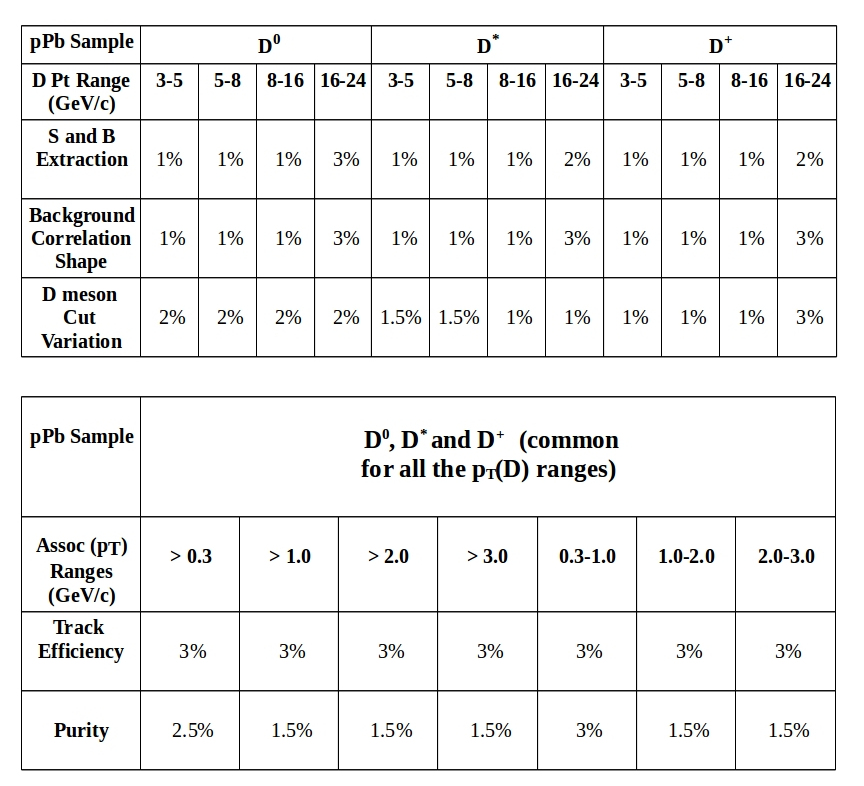 pPb Sample D⁰ D* D⁺
D Pt Range (GeV/c) 3-5 5-8 8-16 16-24 3-5 5-8 8-16 16-24 3-5 5-8 8-16 16-24
S and B Extraction 1% 1% 1% 3% 1% 1% 1% 2% 1% 1% 1% 2%
Background Correlation Shape 1% 1% 1% 3% 1% 1% 1% 3% 1% 1% 1% 3%
D meson Cut Variation 2% 2% 2% 2% 1.5% 1.5% 1% 1% 1% 1% 1% 3%
pPb Sample
D⁰, D* and D⁺ (common
for all the pT(D) ranges)
Assoc (pT) Ranges (GeV/c) > 0.3 > 1.0 > 2.0 > 3.0 0.3-1.0 1.0-2.0 2.0-3.0
Track Efficiency 3% 3% 3% 3% 3% 3% 3%
Purity 2.5% 1.5% 1.5% 1.5% 3% 1.5% 1.5%